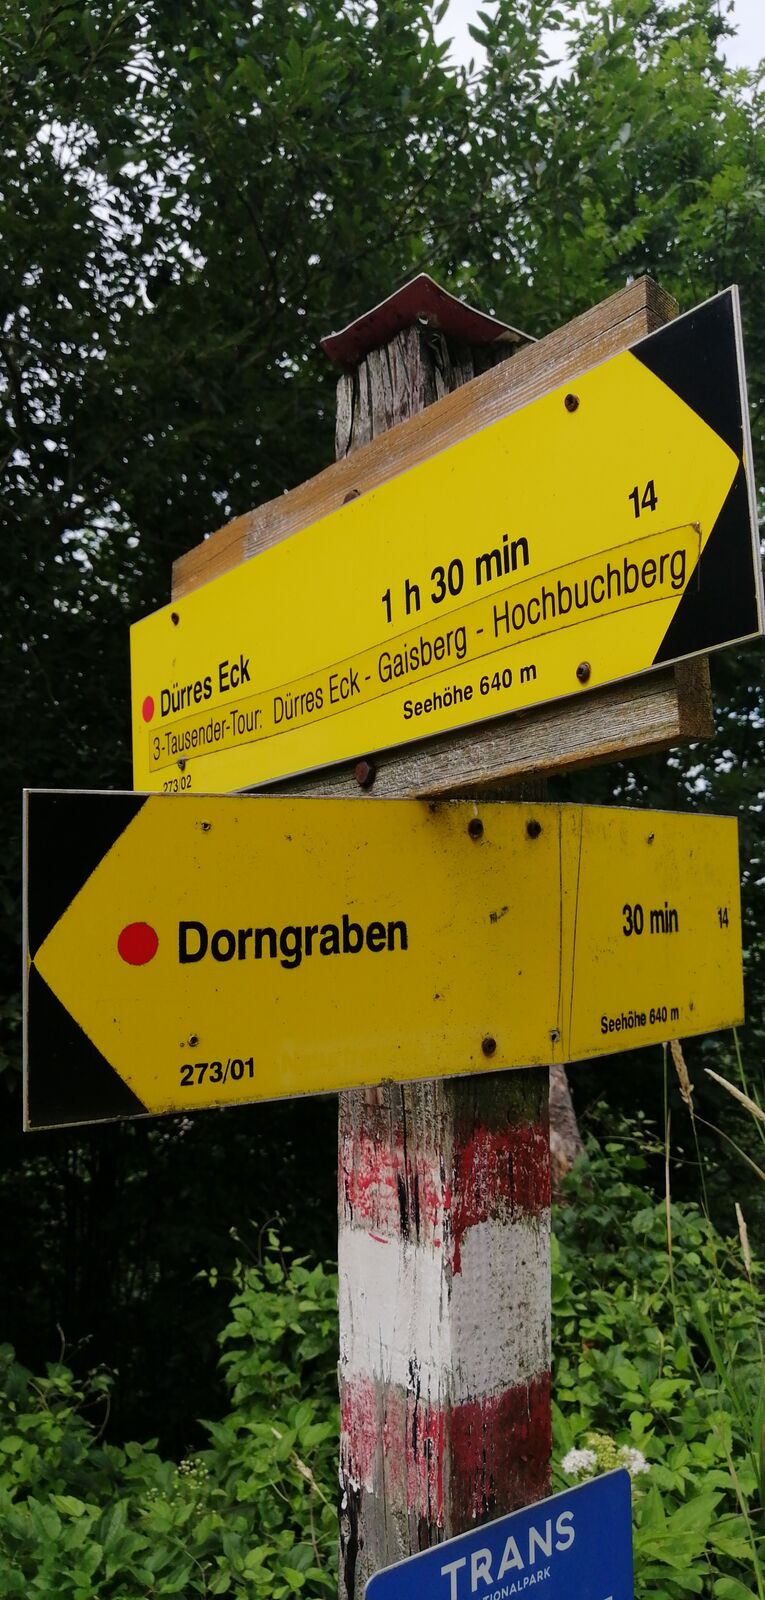 14
1 h 30 min
Dürres Eck
3-Tausender-Tour: Dürres Eck - Gaisberg - Hochbuchberg
Seehöhe 640 m
273/02
Dorngraben
30 min
14
Seehöhe 640 m
273/01
TRANS